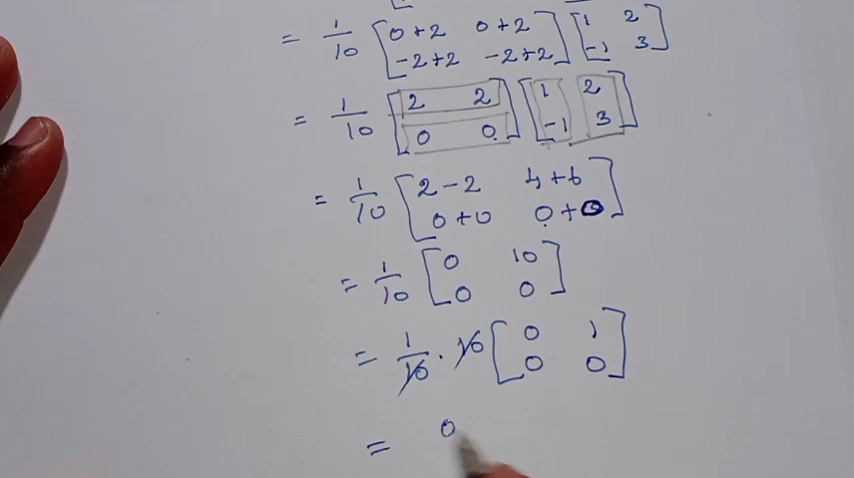 = 1/10 [0+2 0+2
-2+2 -2+2] [1 2
-1 3]
= 1/10 [2 2
0 0] [1 2
-1 3]
= 1/10 [2-2 4+6
0+0 0+0]
= 1/10 [0 10
0 0]
= 1/10 · 10 [0 1
0 0]
= 0